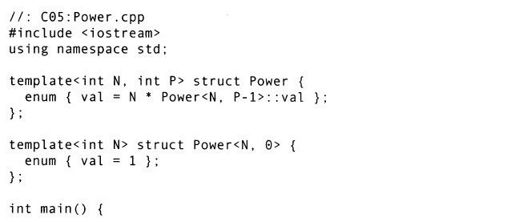 //: C05:Power.cpp
#include <iostream>
using namespace std;
template<int N, int P> struct Power {
enum { val = N * Power<N, P-1>::val };
};
template<int N> struct Power<N, 0> {
enum { val = 1 };
};
int main() {